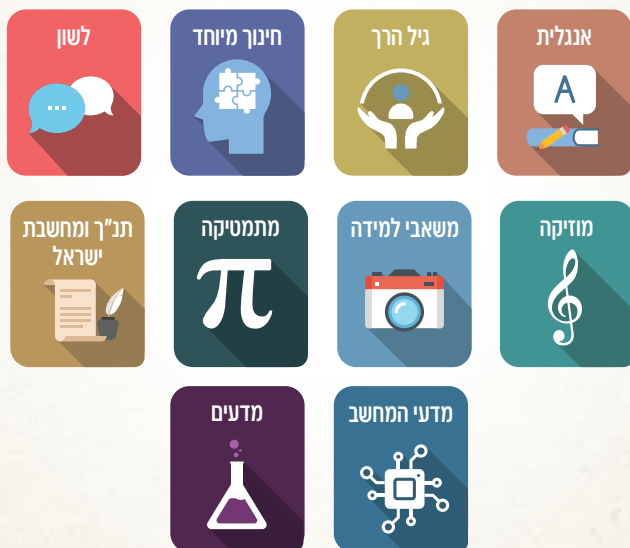 אנגלית
גיל הרך
חינוך מיוחד
לשון
A
מוזיקה
משאבי למידה
מתמטיקה
π
תנ"ך ומחשבת
ישראל
מדעי המחשב
מדעים